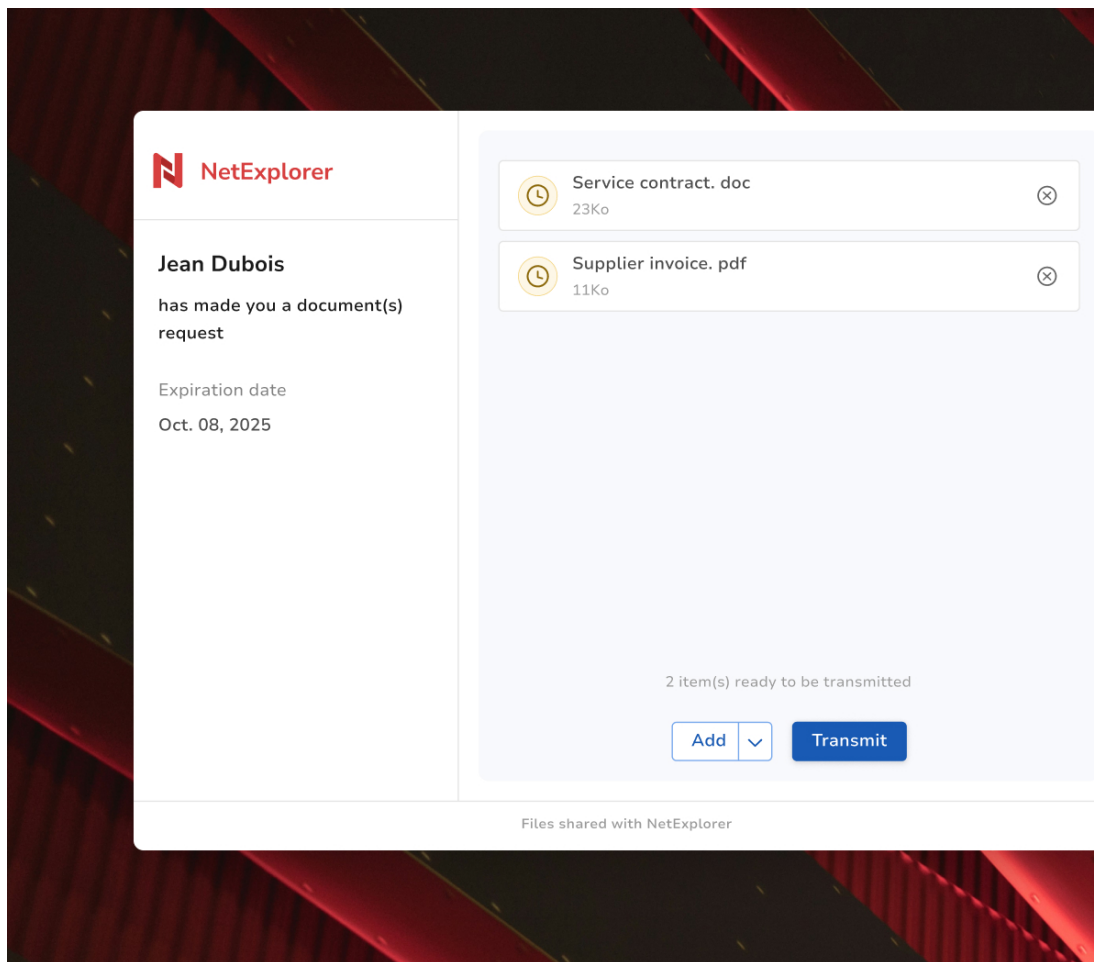 NetExplorer
Jean Dubois
has made you a document(s)
request
Expiration date
Oct. 08, 2025
Service contract. doc
23Ko
Supplier invoice. pdf
11Ko
2 item(s) ready to be transmitted
Add
Transmit
Files shared with NetExplorer